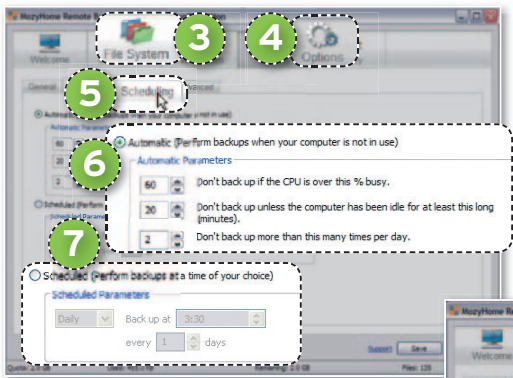 MozyHome Remote
3
4
Welcome
File System
Options
General
5
Scheduling
6
Automatic (Perform backups when your computer is not in use)
Automatic Parameters
60 Don't back up if the CPU is over this % busy.
20 Don't back up unless the computer has been idle for at least this long (minutes).
2 Don't back up more than this many times per day.
7
Scheduled (Perform backups at a time of your choice)
Scheduled Parameters
Daily Back up at 3:30
every 1 days
Support Save
Files: 135
MozyHome Re
Welcome